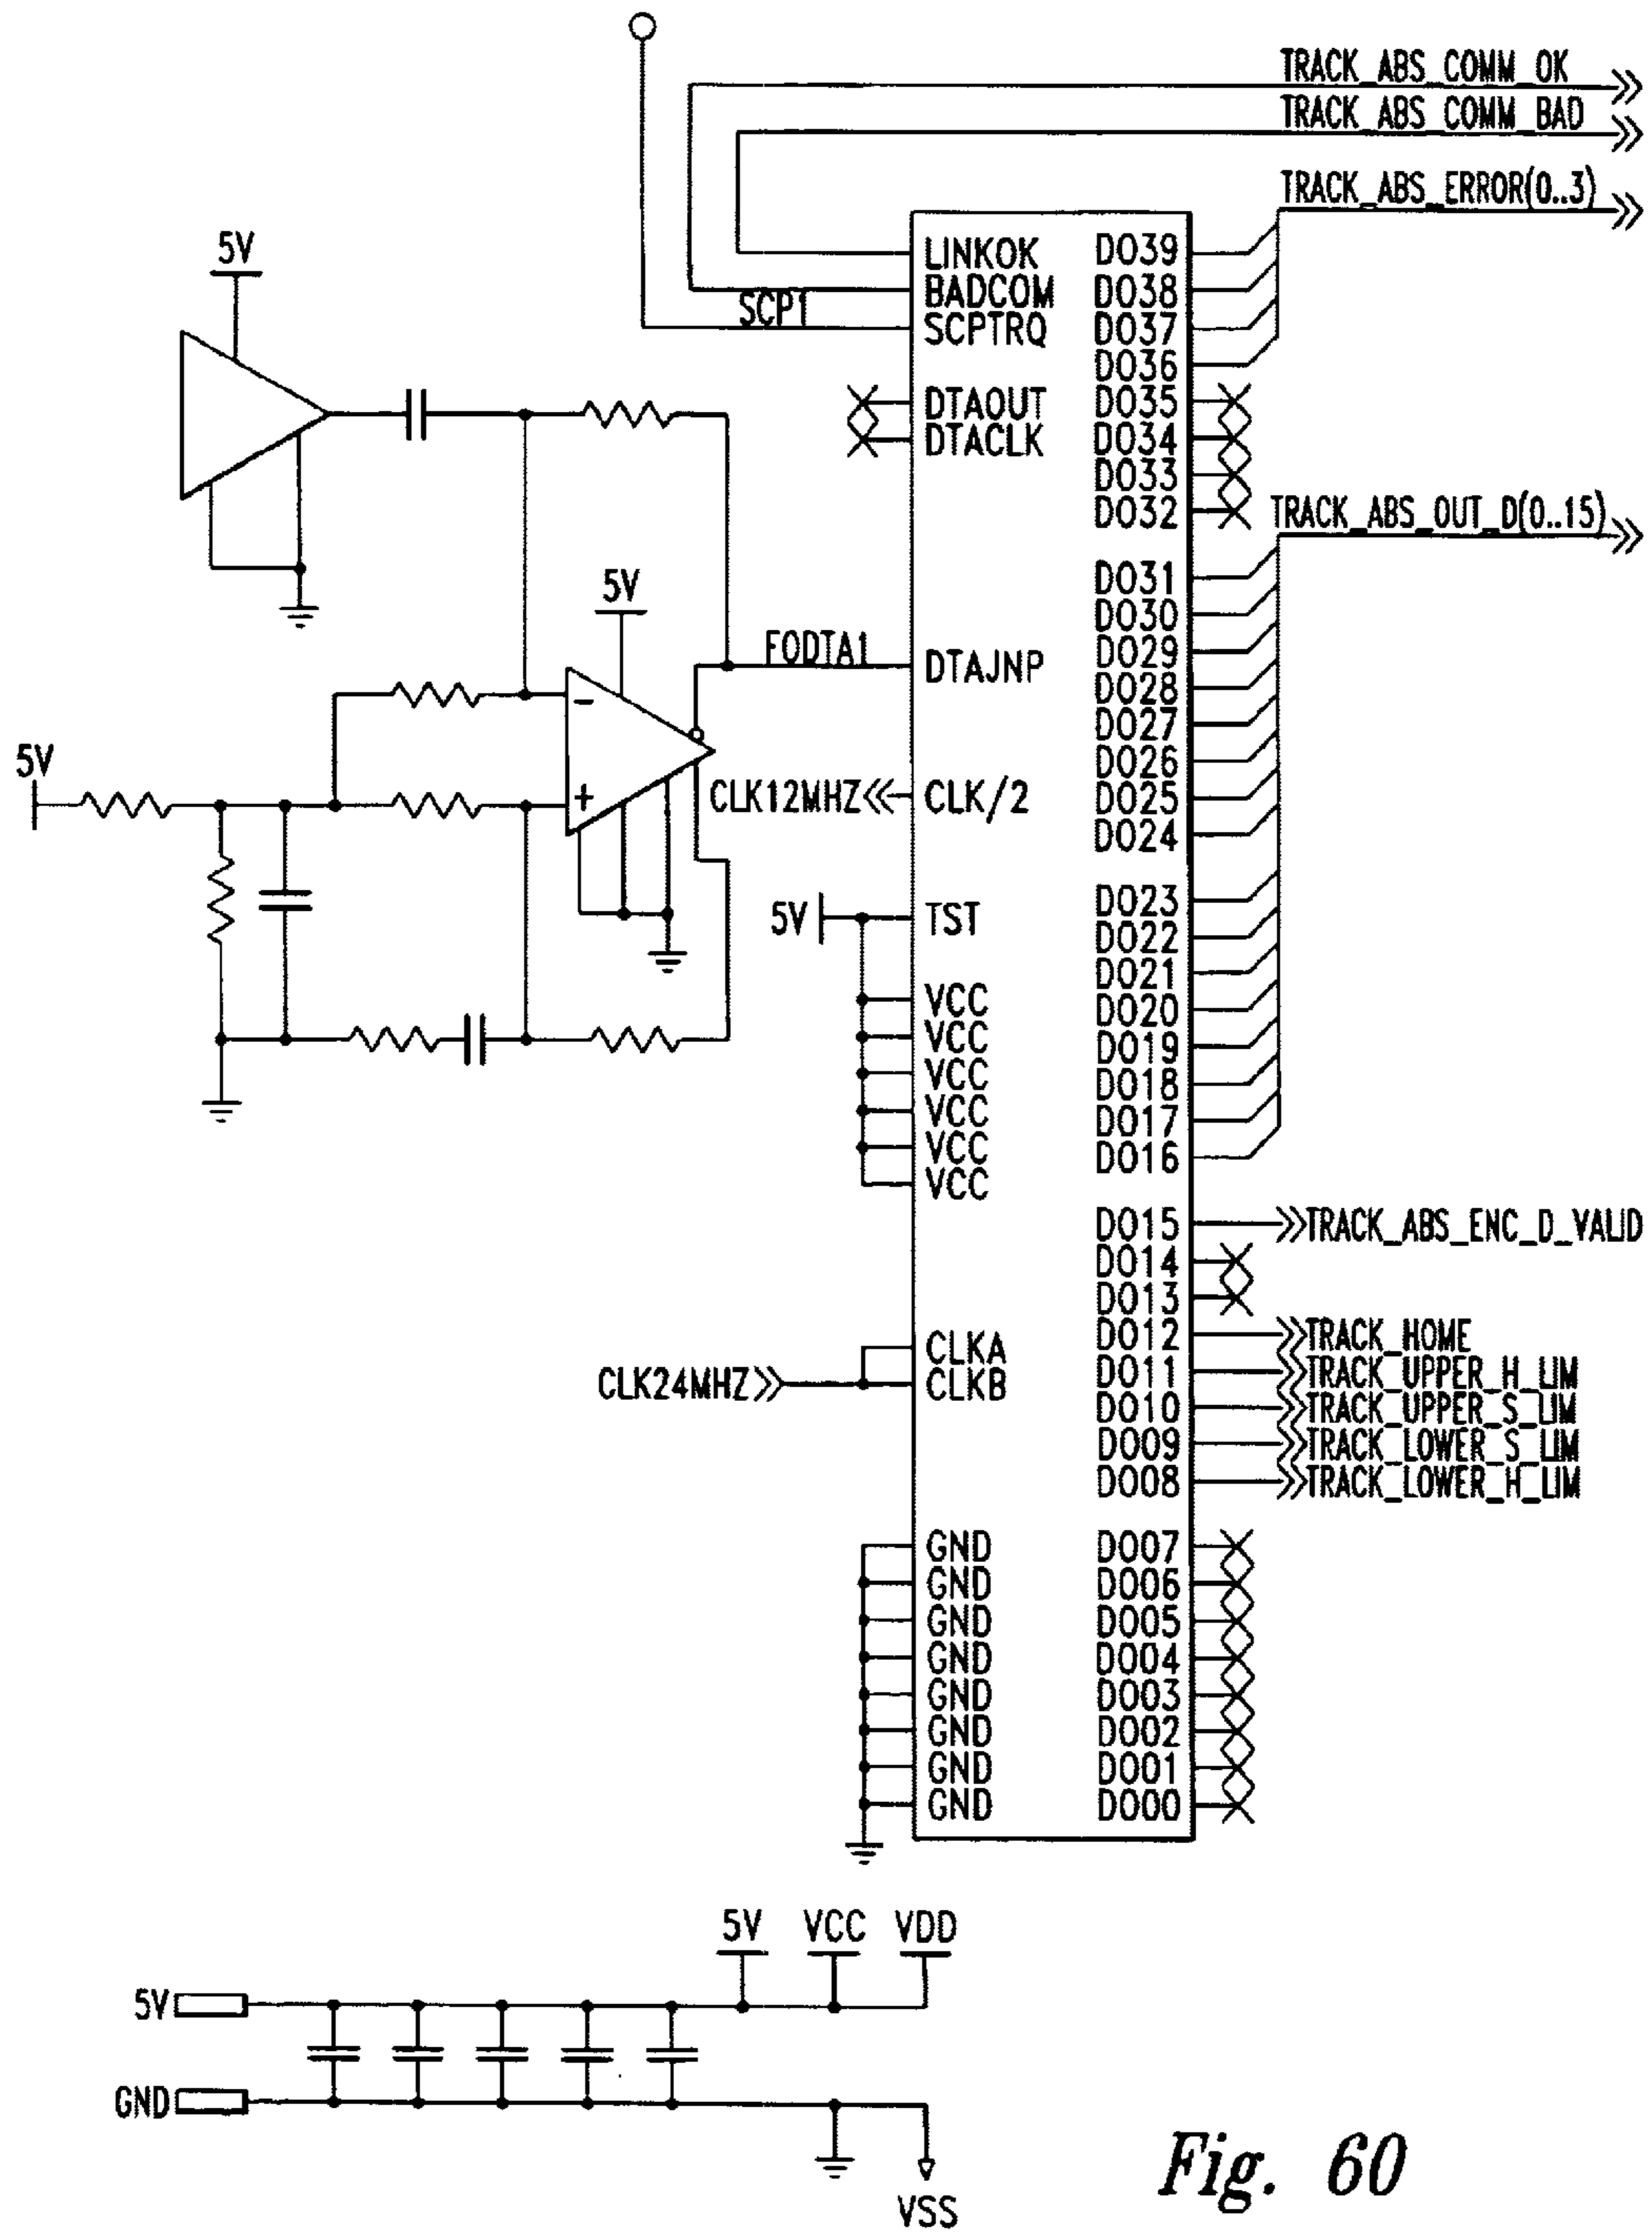 TRACK_ABS_COMM_OK
TRACK_ABS_COMM_BAD
TRACK_ABS_ERROR(0..3)
5V
LINKOK DO39
BADCOM DO38
SCP1
SCPTRQ DO37
DO36
DTAOUT DO35
DTACLK DO34
DO33
DO32
TRACK_ABS_OUT_D(0..15)
5V
DO31
DO30
FODTA1
DTAJNP
DO29
DO28
-
DO27
5V
DO26
+
CLK12MHZ CLK/2 DO25
DO24
DO23
5V TST
DO22
DO21
VCC DO20
VCC DO19
VCC DO18
VCC DO17
VCC DO16
VCC
DO15 TRACK_ABS_ENC_D_VALID
DO14
DO13
DO12 TRACK_HOME
CLKA
DO11 TRACK_UPPER_H_LIM
CLK24MHZ CLKB
DO10 TRACK_UPPER_S_LIM
DO09 TRACK_LOWER_S_LIM
DO08 TRACK_LOWER_H_LIM
GND DO07
GND DO06
GND DO05
GND DO04
GND DO03
GND DO02
GND DO01
GND DO00
5V VCC VDD
5V
GND
VSS
Fig. 60